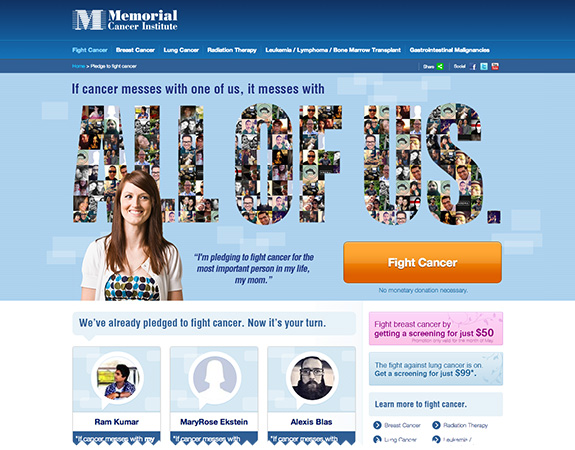 Memorial
Cancer Institute
Fight Cancer Breast Cancer Lung Cancer Radiation Therapy Leukemia / Lymphoma / Bone Marrow Transplant Gastrointestinal Malignancies
Home > Pledge to fight cancer
Share Social
If cancer messes with one of us, it messes with
ALL OF US.
"I'm pledging to fight cancer for the
most important person in my life,
my mom."
Fight Cancer
No monetary donation necessary.
We've already pledged to fight cancer. Now it's your turn.
Fight breast cancer by
getting a screening for just $50
Promotion only valid for the month of May.
The fight against lung cancer is on.
Get a screening for just $99*.
Learn more to fight cancer.
Ram Kumar
MaryRose Ekstein
Alexis Blas
Breast Cancer Radiation Therapy
"If cancer messes with my
"If cancer messes with
"If cancer messes with
Lung Cancer Leukemia /